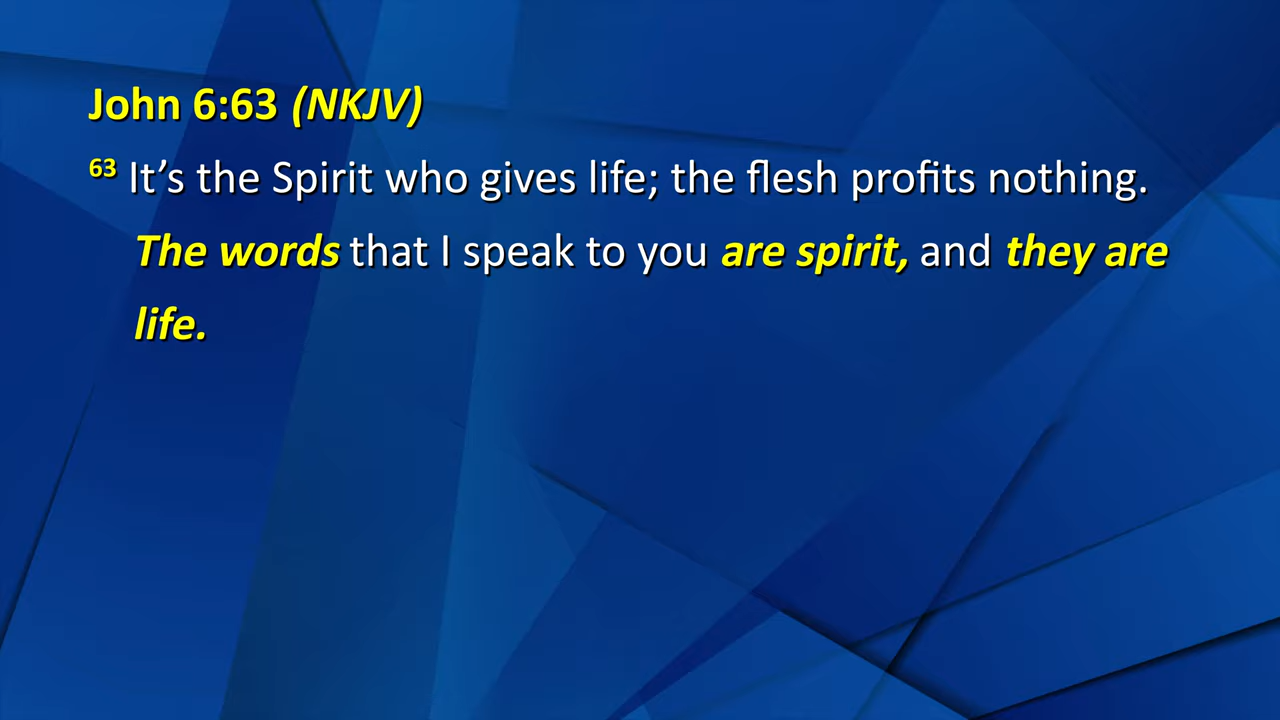 John 6:63 (NKJV)
63 It’s the Spirit who gives life; the flesh profits nothing.
The words that I speak to you are spirit, and they are
life.